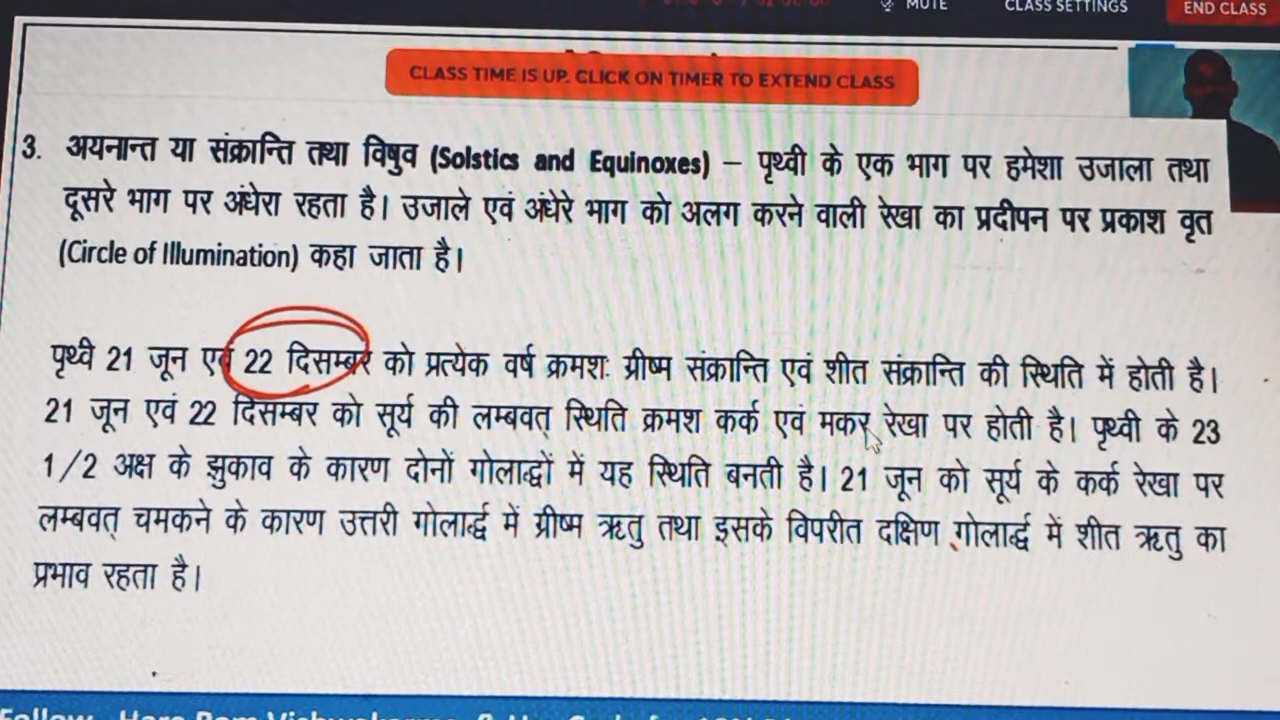 MUTE
CLASS SETTINGS
END CLASS
CLASS TIME IS UP. CLICK ON TIMER TO EXTEND CLASS
3. अयनान्त या संक्रान्ति तथा विषुव (Solstics and Equinoxes) – पृथ्वी के एक भाग पर हमेशा उजाला तथा
दूसरे भाग पर अंधेरा रहता है। उजाले एवं अंधेरे भाग को अलग करने वाली रेखा का प्रदीपन पर प्रकाश वृत
(Circle of Illumination) कहा जाता है।
पृथ्वी 21 जून एवं 22 दिसम्बर को प्रत्येक वर्ष क्रमशः ग्रीष्म संक्रान्ति एवं शीत संक्रान्ति की स्थिति में होती है।
21 जून एवं 22 दिसम्बर को सूर्य की लम्बवत् स्थिति क्रमश कर्क एवं मकर रेखा पर होती है। पृथ्वी के 23
1/2 अक्ष के झुकाव के कारण दोनों गोलार्द्धों में यह स्थिति बनती है। 21 जून को सूर्य के कर्क रेखा पर
लम्बवत् चमकने के कारण उत्तरी गोलार्द्ध में ग्रीष्म ऋतु तथा इसके विपरीत दक्षिण गोलार्द्ध में शीत ऋतु का
प्रभाव रहता है।